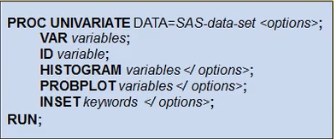 PROC UNIVARIATE DATA=SAS-data-set <options>;
VAR variables;
ID variable;
HISTOGRAM variables </ options>;
PROBPLOT variables </ options>;
INSET keywords </ options>;
RUN;